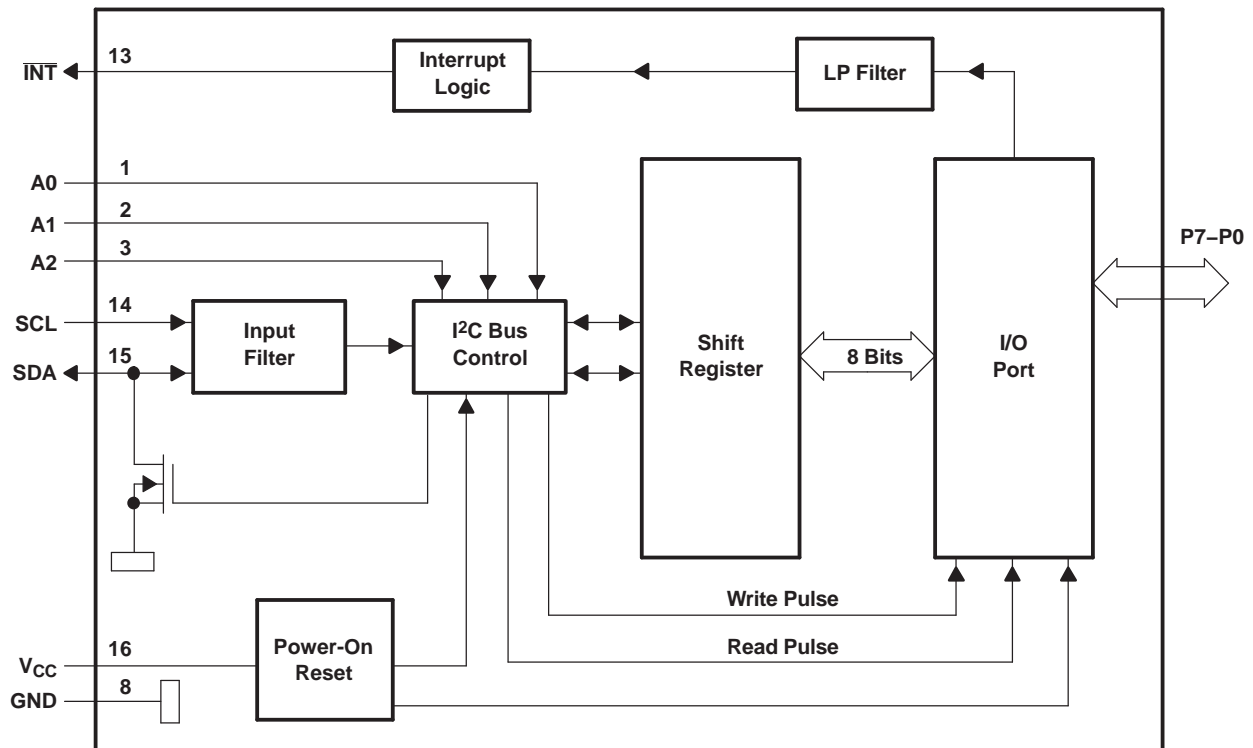 INT
13
Interrupt
Logic
LP Filter
A0
1
A1
2
A2
3
P7–P0
SCL
14
SDA
15
Input
Filter
I2C Bus
Control
Shift
Register
8 Bits
I/O
Port
Write Pulse
Read Pulse
VCC
16
GND
8
Power-On
Reset